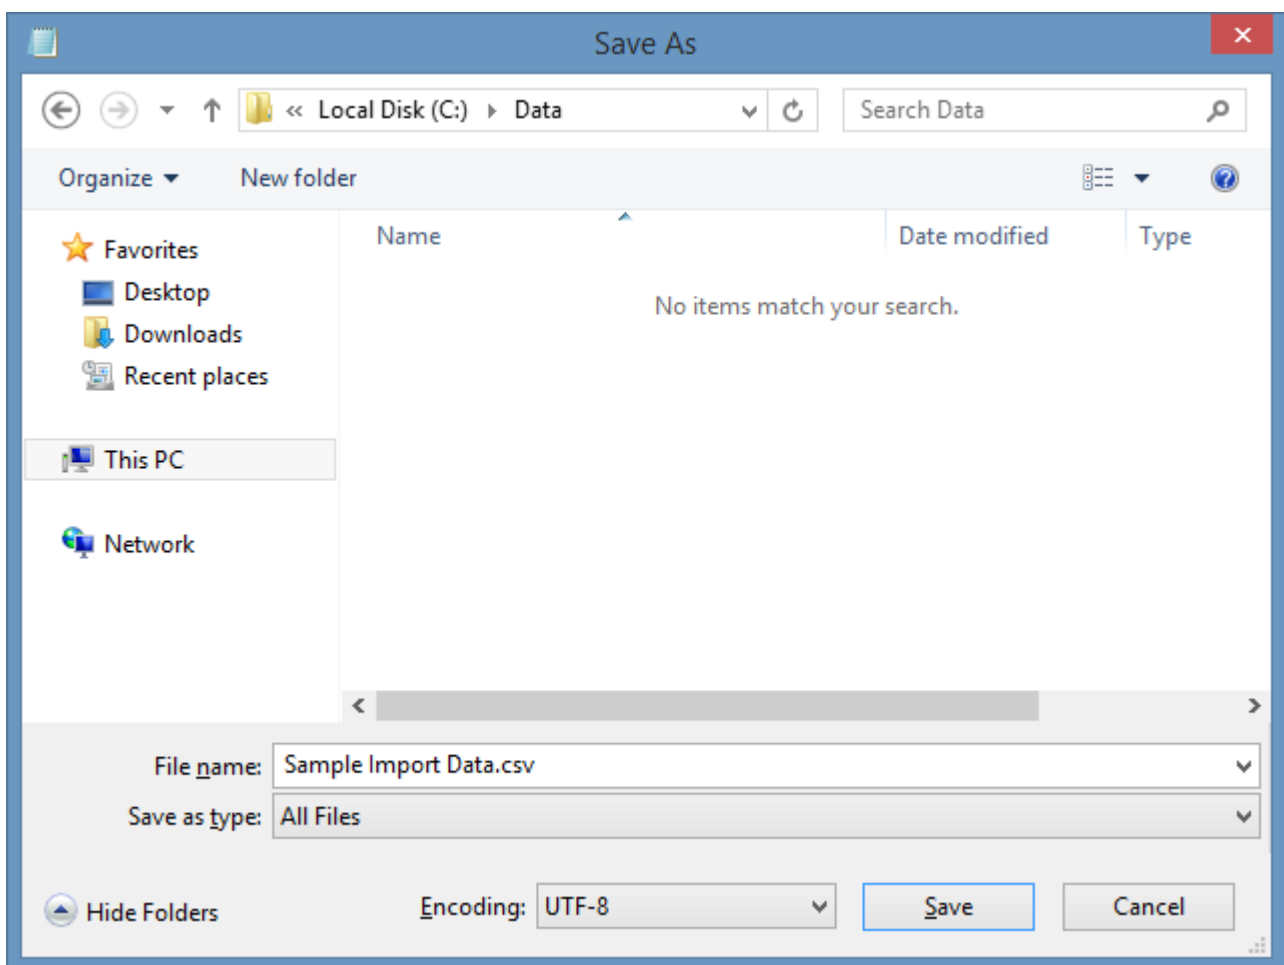 Save As
« Local Disk (C:) Data
Search Data
Organize New folder
Name Date modified Type
Favorites
Desktop
Downloads
Recent places
This PC
Network
No items match your search.
File name: Sample Import Data.csv
Save as type: All Files
Hide Folders Encoding: UTF-8 Save Cancel